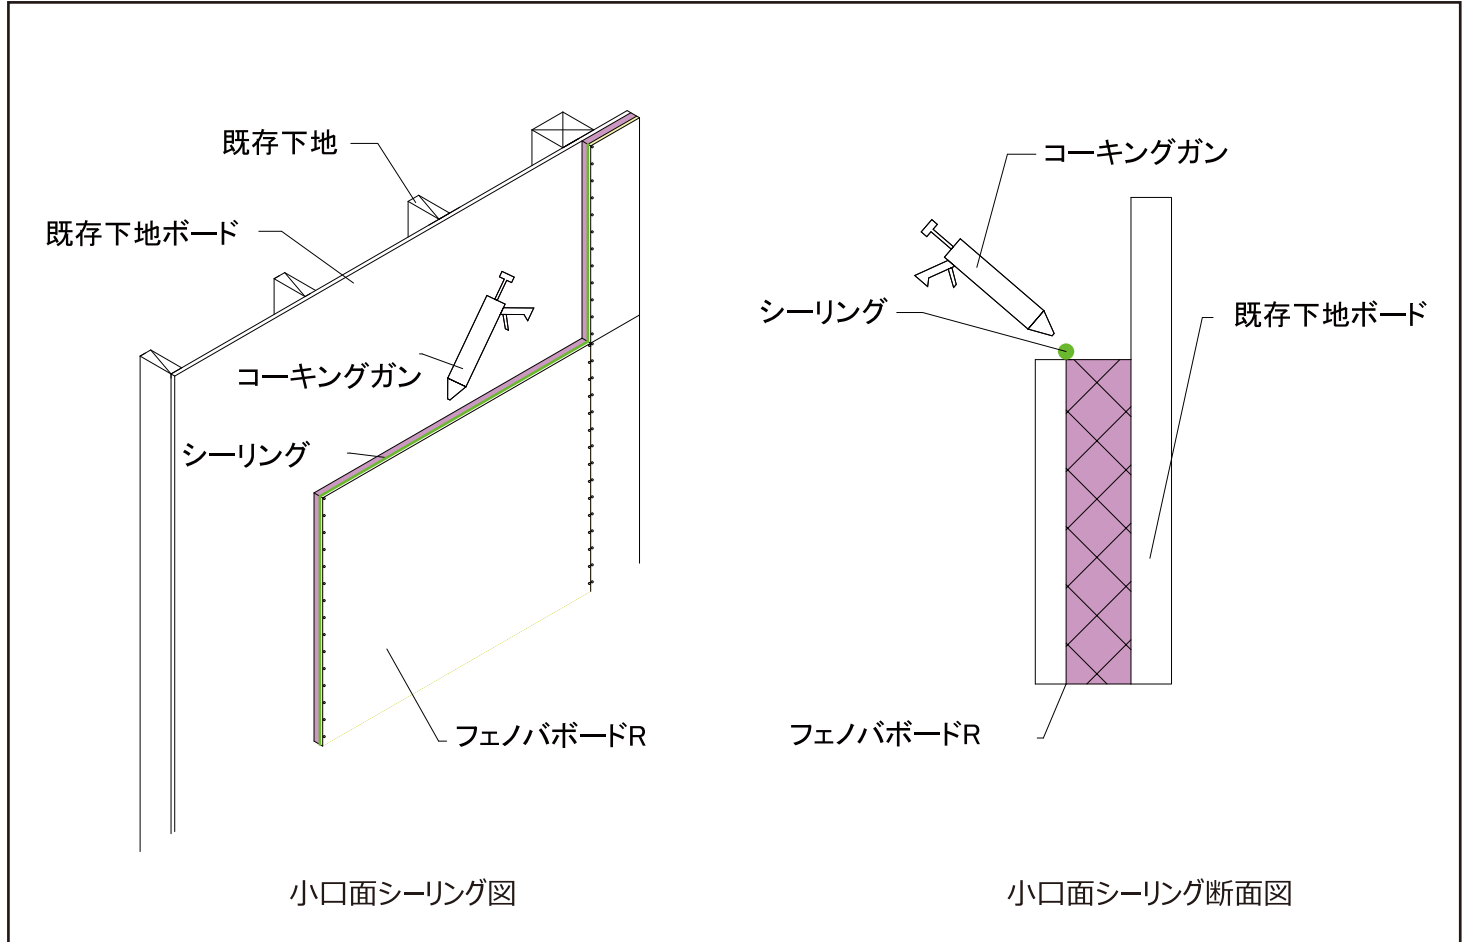 既存下地
既存下地ボード
コーキングガン
シーリング
フェノバボードR
小口面シーリング図
コーキングガン
シーリング
既存下地ボード
フェノバボードR
小口面シーリング断面図